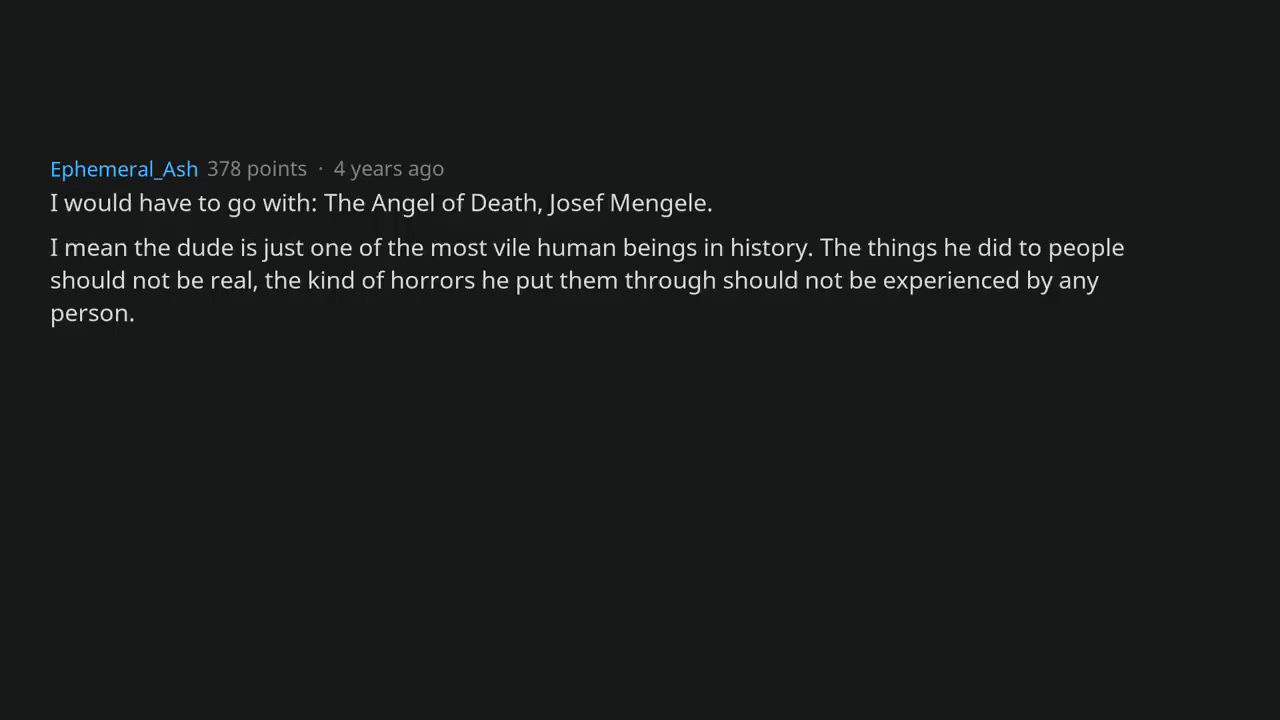 Ephemeral_Ash 378 points · 4 years ago
I would have to go with: The Angel of Death, Josef Mengele.
I mean the dude is just one of the most vile human beings in history. The things he did to people
should not be real, the kind of horrors he put them through should not be experienced by any
person.